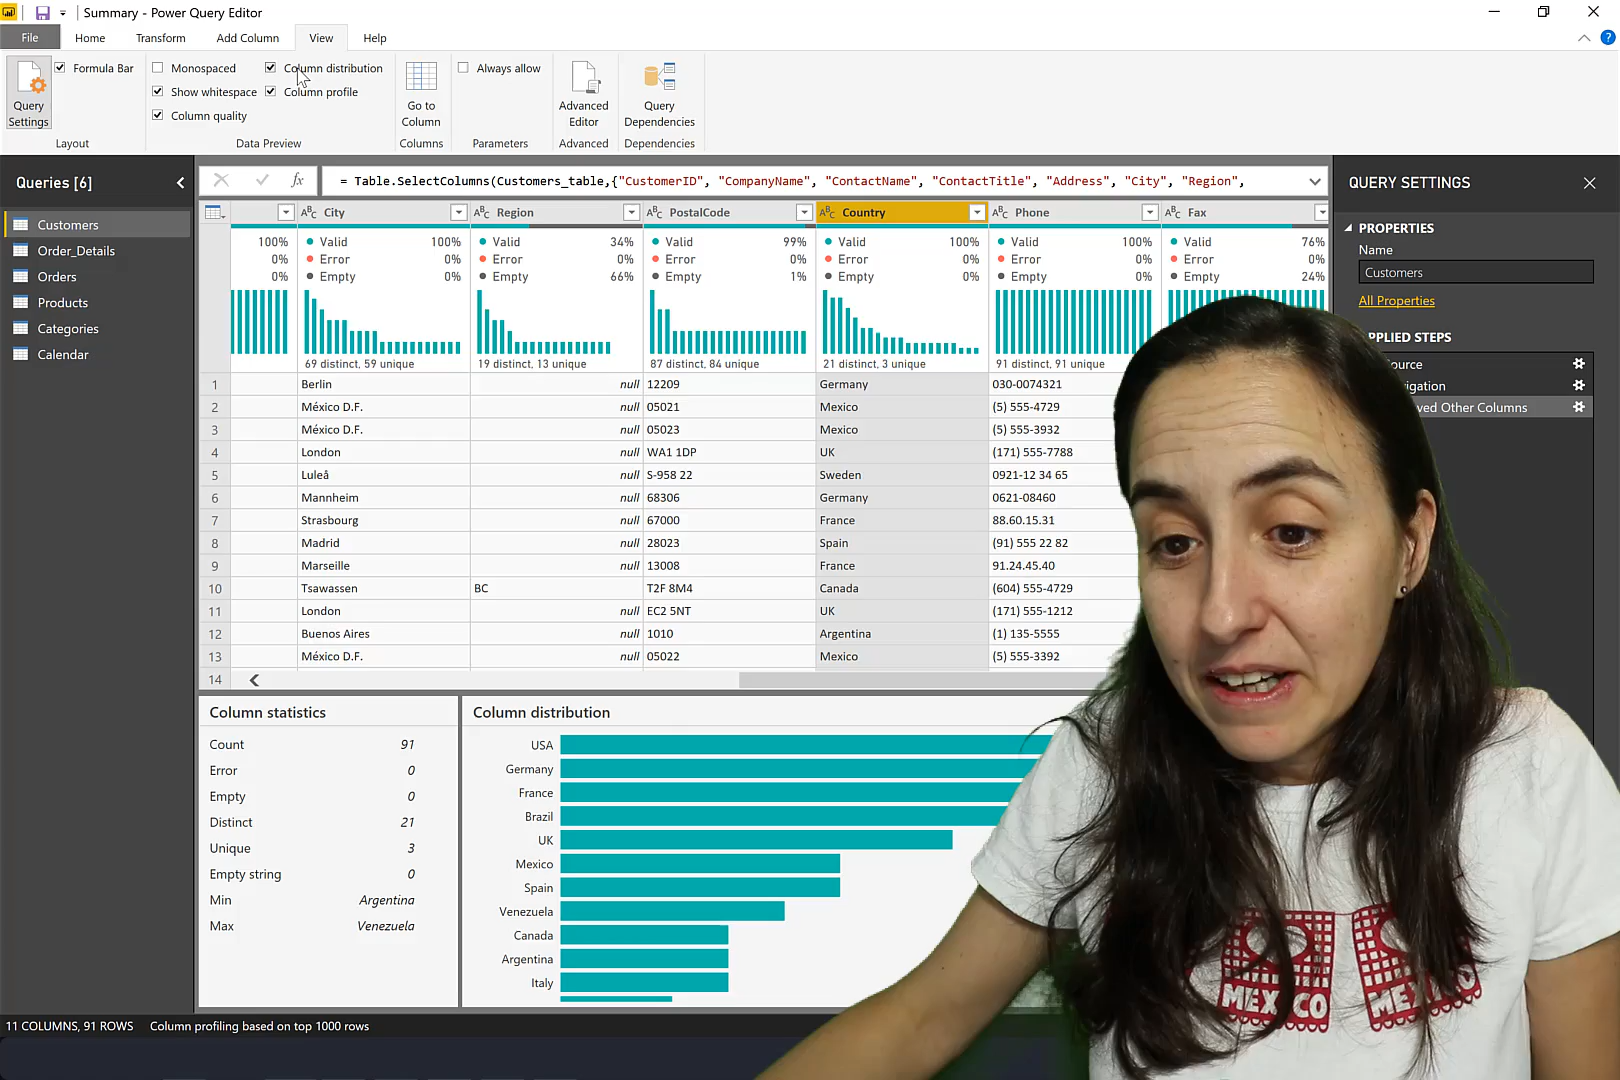 Summary - Power Query Editor
File Home Transform Add Column View Help
Query Settings
Formula Bar
Layout
Monospaced
Show whitespace
Column quality
Column distribution
Column profile
Data Preview
Go to Column
Columns
Always allow
Parameters
Advanced Editor
Advanced
Query Dependencies
Dependencies
Queries [6]
Customers
Order_Details
Orders
Products
Categories
Calendar
fx = Table.SelectColumns(Customers_table,{"CustomerID", "CompanyName", "ContactName", "ContactTitle", "Address", "City", "Region",
City Region PostalCode Country Phone Fax
100% Valid 100% Valid 34% Valid 99% Valid 100% Valid 100% Valid 76%
0% Error 0% Error 0% Error 0% Error 0% Error 0% Error 0%
0% Empty 0% Empty 66% Empty 1% Empty 0% Empty 0% Empty 24%
69 distinct, 59 unique 19 distinct, 13 unique 87 distinct, 84 unique 21 distinct, 3 unique 91 distinct, 91 unique
1 Berlin null 12209 Germany 030-0074321
2 México D.F. null 05021 Mexico (5) 555-4729
3 México D.F. null 05023 Mexico (5) 555-3932
4 London null WA1 1DP UK (171) 555-7788
5 Luleå null S-958 22 Sweden 0921-12 34 65
6 Mannheim null 68306 Germany 0621-08460
7 Strasbourg null 67000 France 88.60.15.31
8 Madrid null 28023 Spain (91) 555 22 82
9 Marseille null 13008 France 91.24.45.40
10 Tsawassen BC T2F 8M4 Canada (604) 555-4729
11 London null EC2 5NT UK (171) 555-1212
12 Buenos Aires null 1010 Argentina (1) 135-5555
13 México D.F. null 05022 Mexico (5) 555-3392
14
Column statistics
Count 91
Error 0
Empty 0
Distinct 21
Unique 3
Empty string 0
Min Argentina
Max Venezuela
Column distribution
USA
Germany
France
Brazil
UK
Mexico
Spain
Venezuela
Canada
Argentina
Italy
QUERY SETTINGS
PROPERTIES
Name
Customers
All Properties
PPLIED STEPS
ource
igation
ved Other Columns
MEXICO
11 COLUMNS, 91 ROWS Column profiling based on top 1000 rows